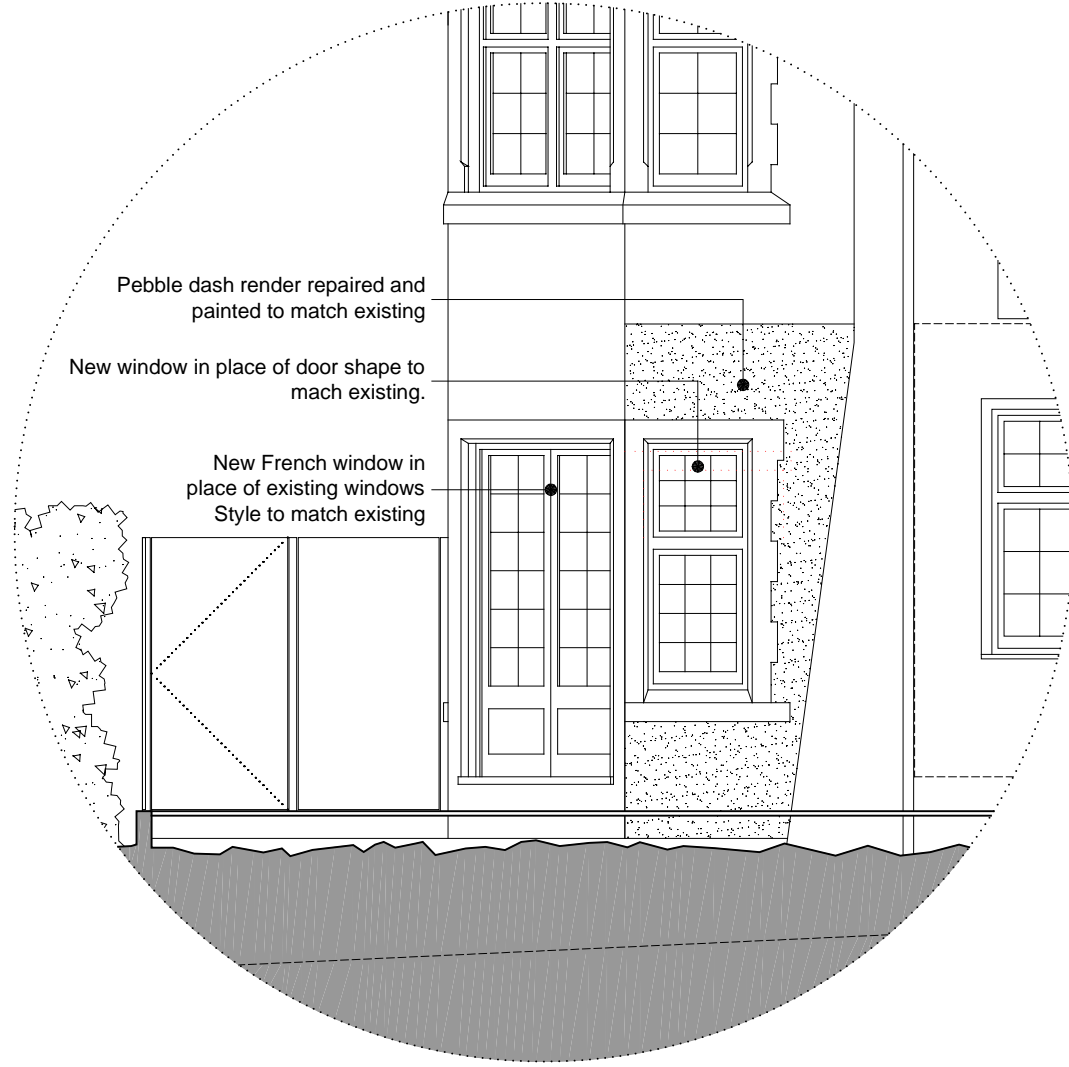 Pebble dash render repaired and
painted to match existing
New window in place of door shape to
mach existing.
New French window in
place of existing windows
Style to match existing